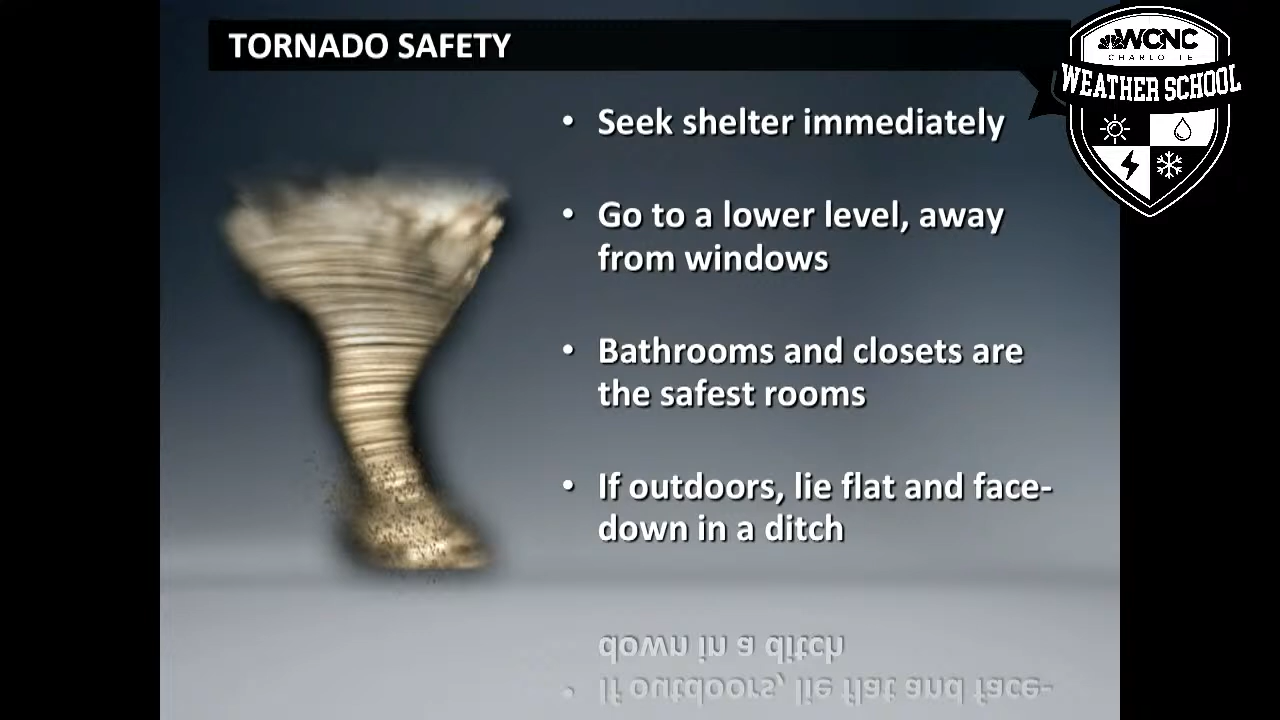 TORNADO SAFETY
WCNC
CHARLOTTE
WEATHER SCHOOL
• Seek shelter immediately
• Go to a lower level, away
from windows
• Bathrooms and closets are
the safest rooms
• If outdoors, lie flat and face-
down in a ditch
down in a ditch
• If outdoors, lie flat and face-